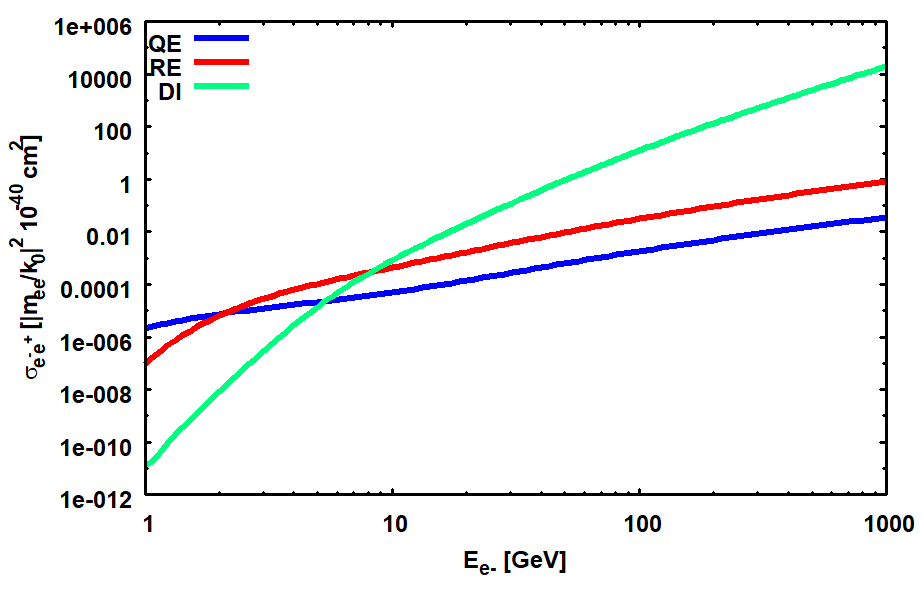 1e+006
10000
100
1
0.01
0.0001
1e-006
1e-008
1e-010
1e-012
QE
RE
DI
σe-e+ [|mee/k0|2 10-40 cm2]
1 10 100 1000
Ee- [GeV]